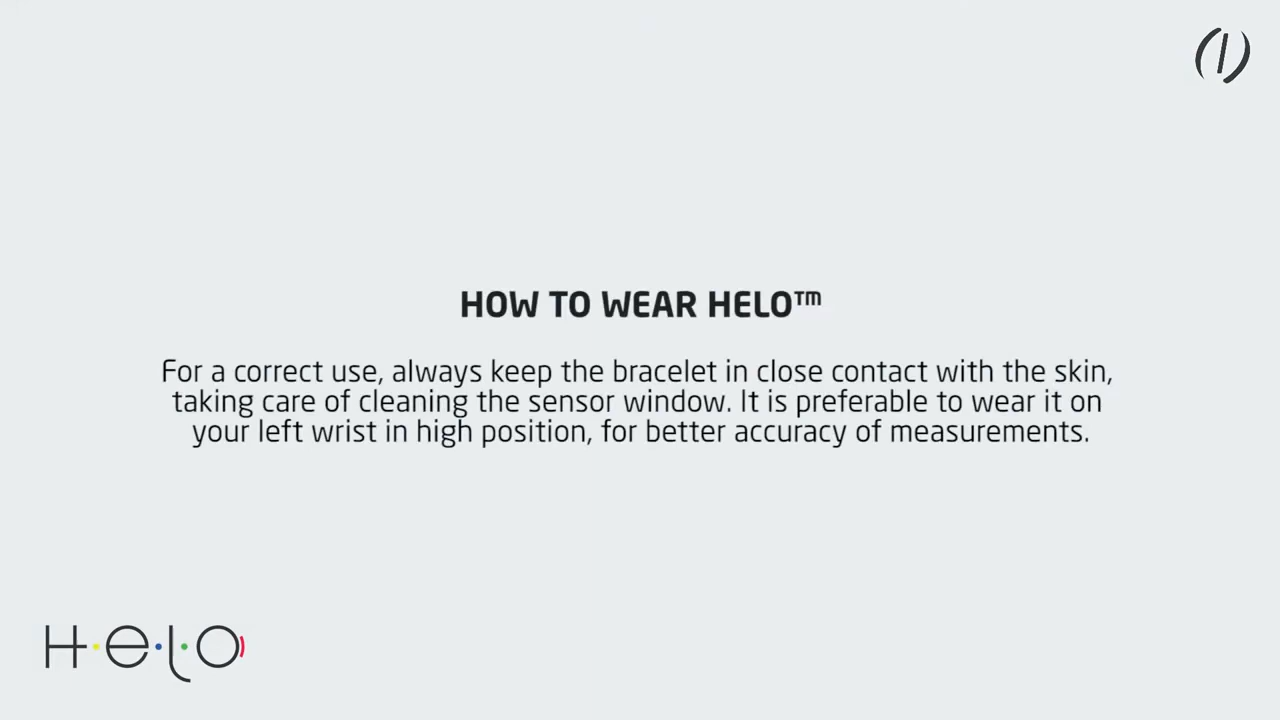 HOW TO WEAR HELO™
For a correct use, always keep the bracelet in close contact with the skin,
taking care of cleaning the sensor window. It is preferable to wear it on
your left wrist in high position, for better accuracy of measurements.
H·e·l·o